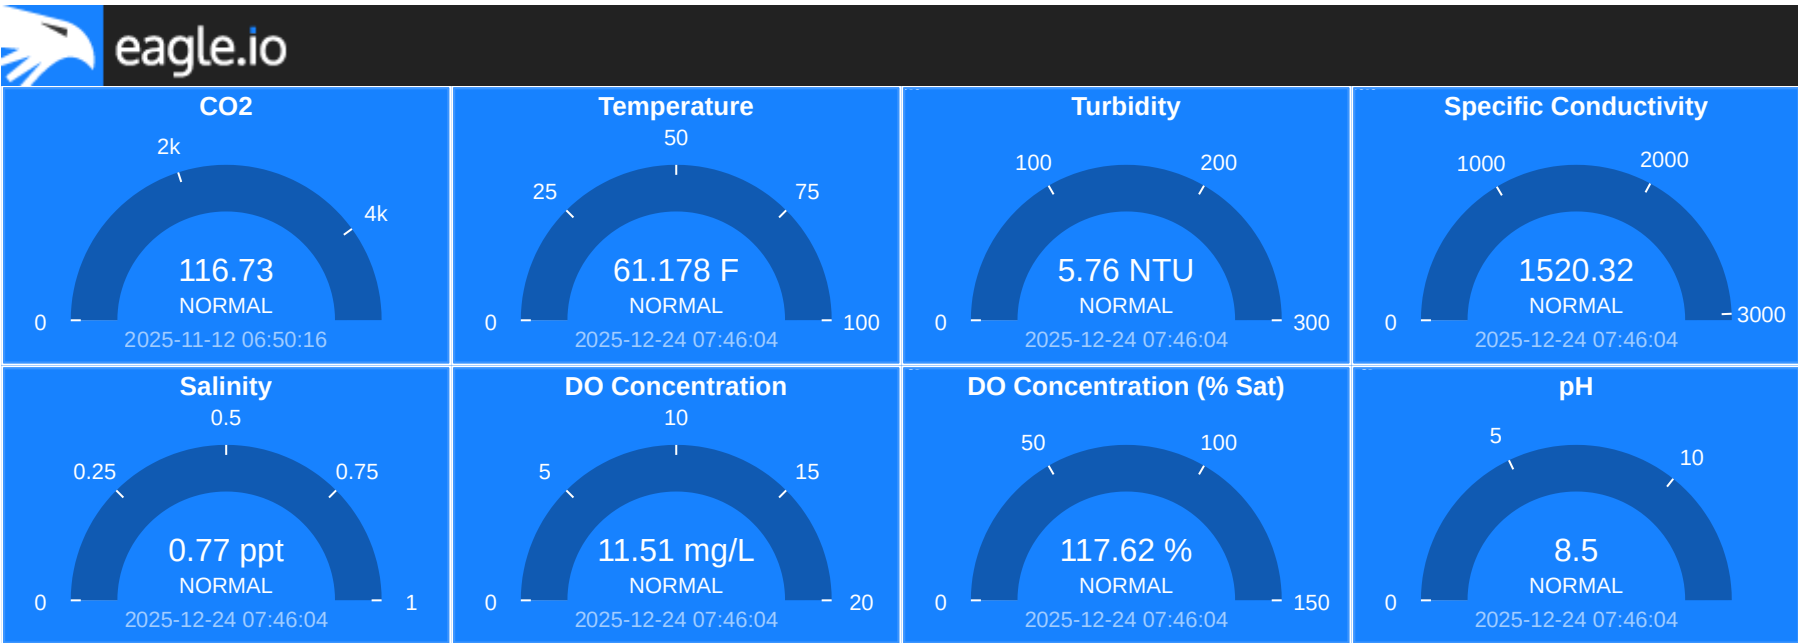 eagle.io
CO2
0
2k
4k
116.73
NORMAL
2025-11-12 06:50:16
Temperature
0
25
50
75
100
61.178 F
NORMAL
2025-12-24 07:46:04
Turbidity
0
100
200
300
5.76 NTU
NORMAL
2025-12-24 07:46:04
Specific Conductivity
0
1000
2000
3000
1520.32
NORMAL
2025-12-24 07:46:04
Salinity
0
0.25
0.5
0.75
1
0.77 ppt
NORMAL
2025-12-24 07:46:04
DO Concentration
0
5
10
15
20
11.51 mg/L
NORMAL
2025-12-24 07:46:04
DO Concentration (% Sat)
0
50
100
150
117.62 %
NORMAL
2025-12-24 07:46:04
pH
0
5
10
8.5
NORMAL
2025-12-24 07:46:04